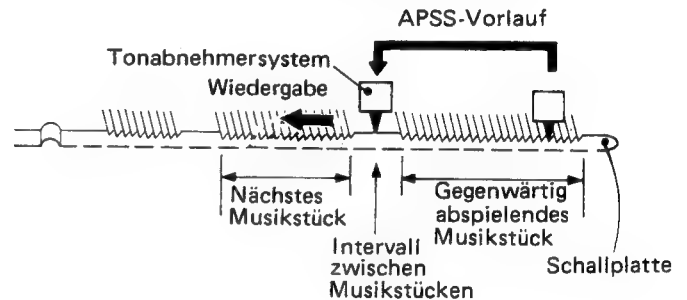 APSS-Vorlauf
Tonabnehmersystem
Wiedergabe
Nächstes
Musikstück
Gegenwärtig
abspielendes
Musikstück
Intervall
zwischen
Musikstücken
Schallplatte